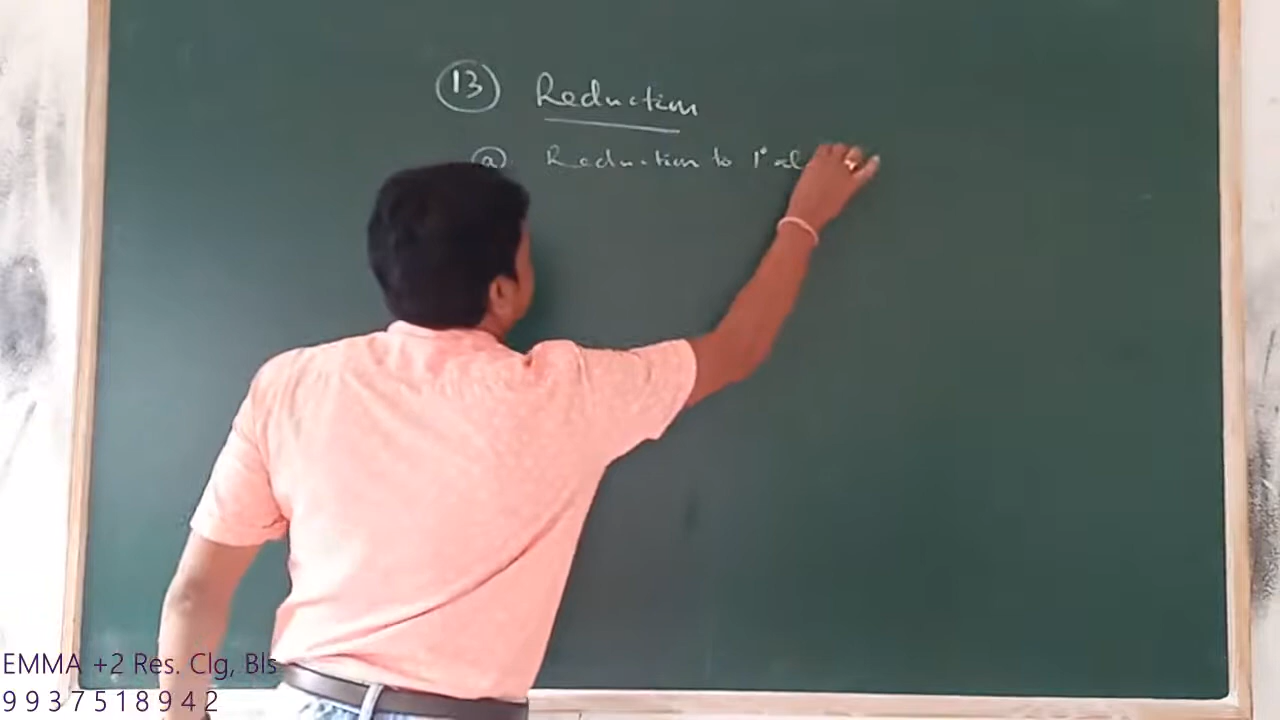 13 Reduction
a Reduction to 1° al
EMMA +2 Res. Clg, Bls
9937518942